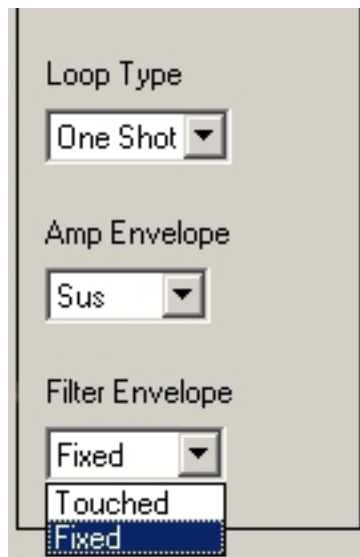 Loop Type
One Shot
Amp Envelope
Sus
Filter Envelope
Fixed
Touched
Fixed